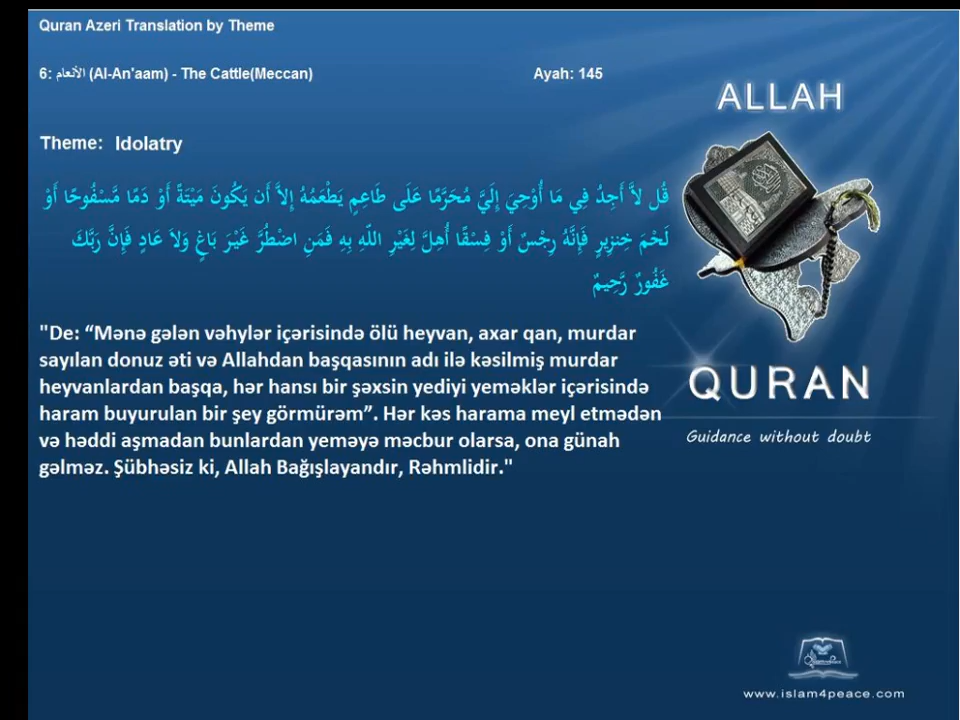 Quran Azeri Translation by Theme
6: الأنعام (Al-An'aam) - The Cattle(Meccan)
Ayah: 145
ALLAH
Theme: Idolatry
قُل لاَّ أَجِدُ فِي مَا أُوْحِيَ إِلَيَّ مُحَرَّمًا عَلَى طَاعِمٍ يَطْعَمُهُ إِلاَّ أَن يَكُونَ مَيْتَةً أَوْ دَمًا مَّسْفُوحًا أَوْ
لَحْمَ خِنزِيرٍ فَإِنَّهُ رِجْسٌ أَوْ فِسْقًا أُهِلَّ لِغَيْرِ اللّهِ بِهِ فَمَنِ اضْطُرَّ غَيْرَ بَاغٍ وَلاَ عَادٍ فَإِنَّ رَبَّكَ
غَفُورٌ رَّحِيمٌ
"De: “Mənə gələn vəhylər içərisində ölü heyvan, axar qan, murdar
sayılan donuz əti və Allahdan başqasının adı ilə kəsilmiş murdar
heyvanlardan başqa, hər hansı bir şəxsin yediyi yeməklər içərisində
haram buyurulan bir şey görmürəm”. Hər kəs harama meyl etmədən
və həddi aşmadan bunlardan yeməyə məcbur olarsa, ona günah
gəlməz. Şübhəsiz ki, Allah Bağışlayandır, Rəhmlidir."
QURAN
Guidance without doubt
www.islam4peace.com